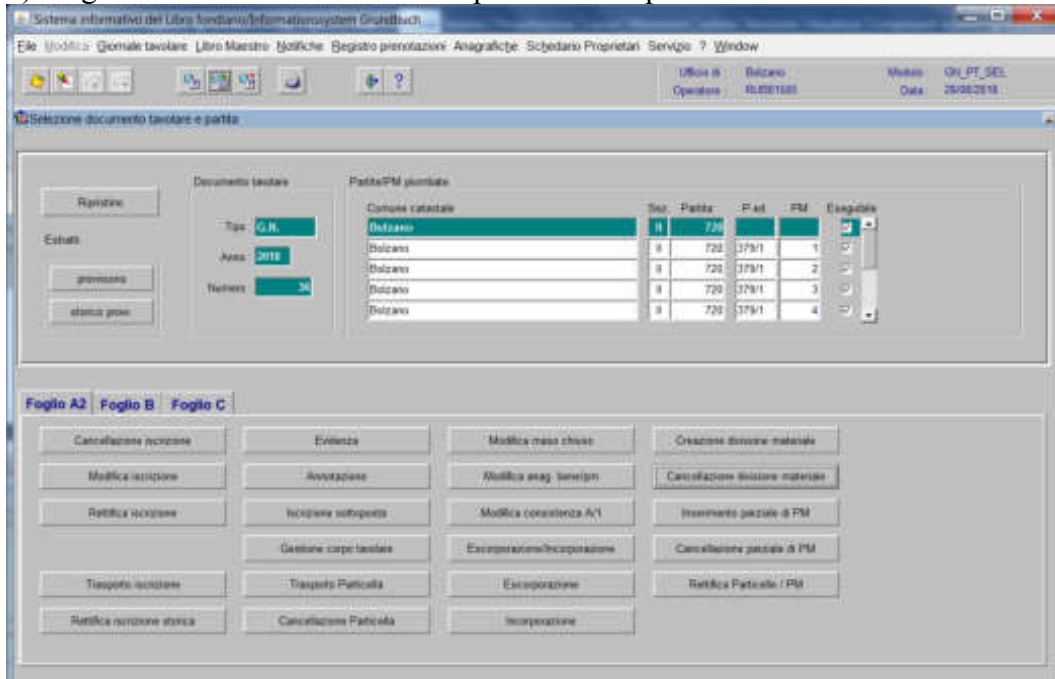 Sistema informativo del Libro fondiario/Informationssystem Grundbuch
File Modifica Giornale tavolare Libro Maestro Notifiche Registro prenotazioni Anagrafiche Schedario Proprietari Servizio ? Window
Ufficio di Bolzano Modulo GN_PT_SEL
Operatore Data
Selezione documento tavolare e partita
Documento tavolare Partite/PM piombate
Ripristino Comune catastale Sez. Partita P.ed. PM Eseguibile
Tipo G.N. Bolzano II 720
Estratti Anno 2018 Bolzano II 720 379/1 1
provvisorio Bolzano II 720 379/1 2
Numero 36 Bolzano II 720 379/1 3
storico provv. Bolzano II 720 379/1 4
Foglio A2 Foglio B Foglio C
Cancellazione iscrizione Evidenza Modifica maso chiuso Creazione divisione materiale
Modifica iscrizione Annotazione Modifica anag. bene/pm Cancellazione divisione materiale
Rettifica iscrizione Iscrizione sottoposta Modifica consistenza A/1 Inserimento parziale di PM
Gestione corpo tavolare Escorporazione/Incorporazione Cancellazione parziale di PM
Trasporto iscrizione Trasporto Particella Escorporazione Rettifica Particelle / PM
Rettifica iscrizione storica Cancellazione Particella Incorporazione